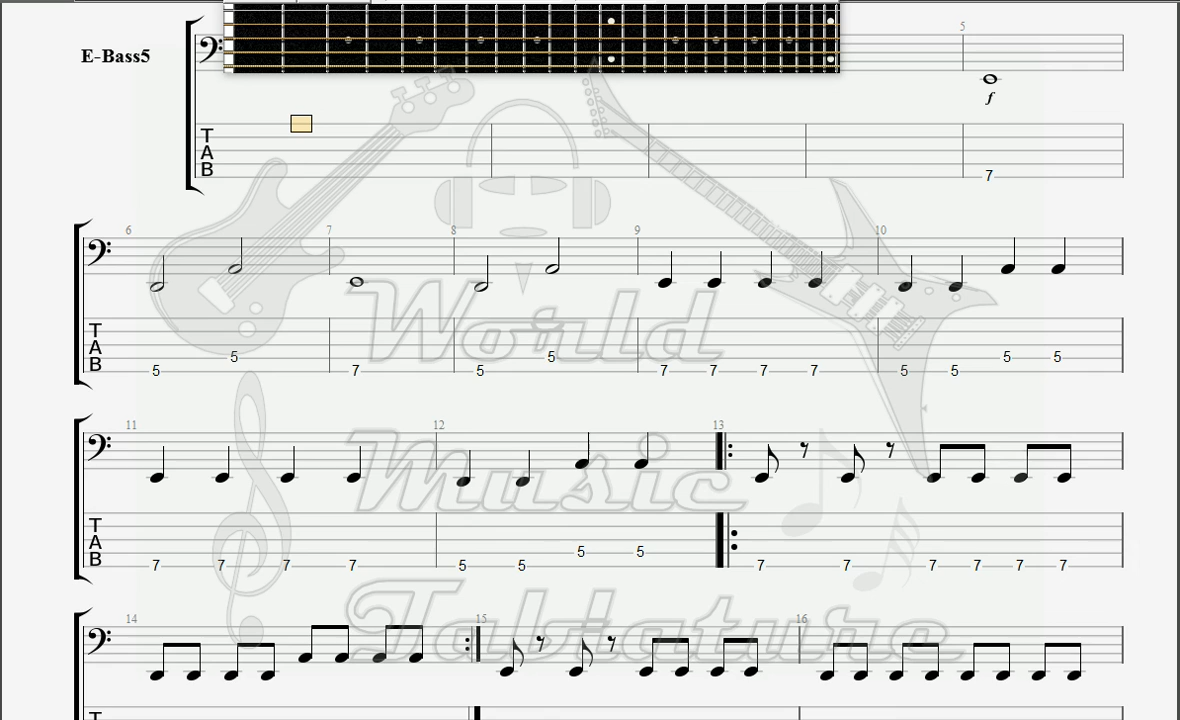 5
E-Bass5
f
T
A
B
7
6 7 8 9 10
T
A
B
5 5 7 5 5 7 7 7 7 5 5 5 5
11 12 13
T
A
B
7 7 7 7 5 5 5 5 7 7 7 7 7 7
14 15 16
T
World
Music
Tablature